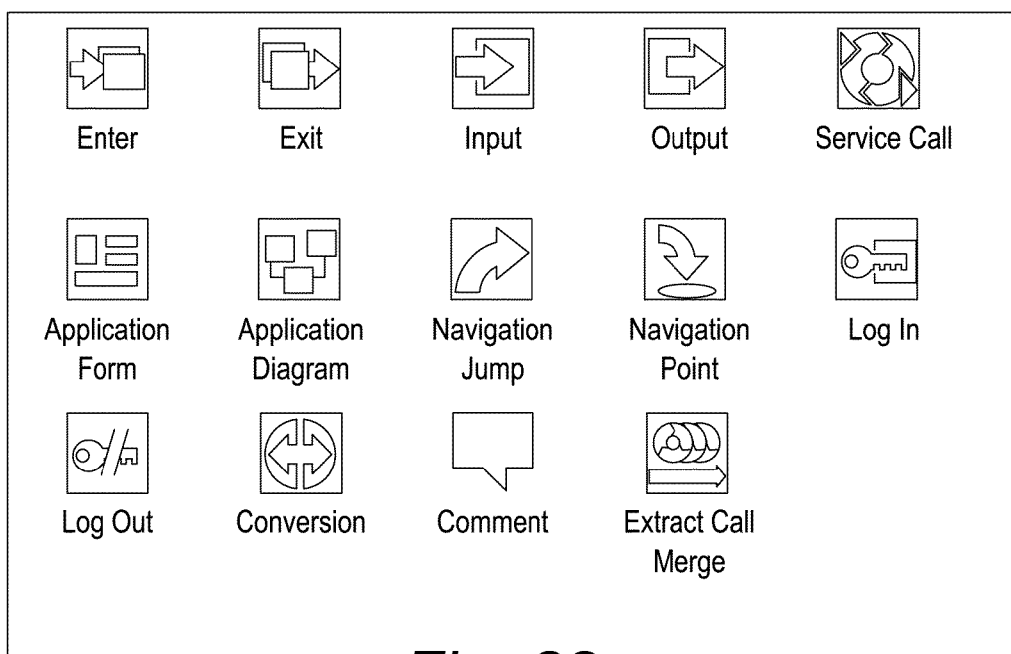 Enter Exit Input Output Service Call
Application Application Navigation Navigation Log In
Form Diagram Jump Point
Log Out Conversion Comment Extract Call
Merge